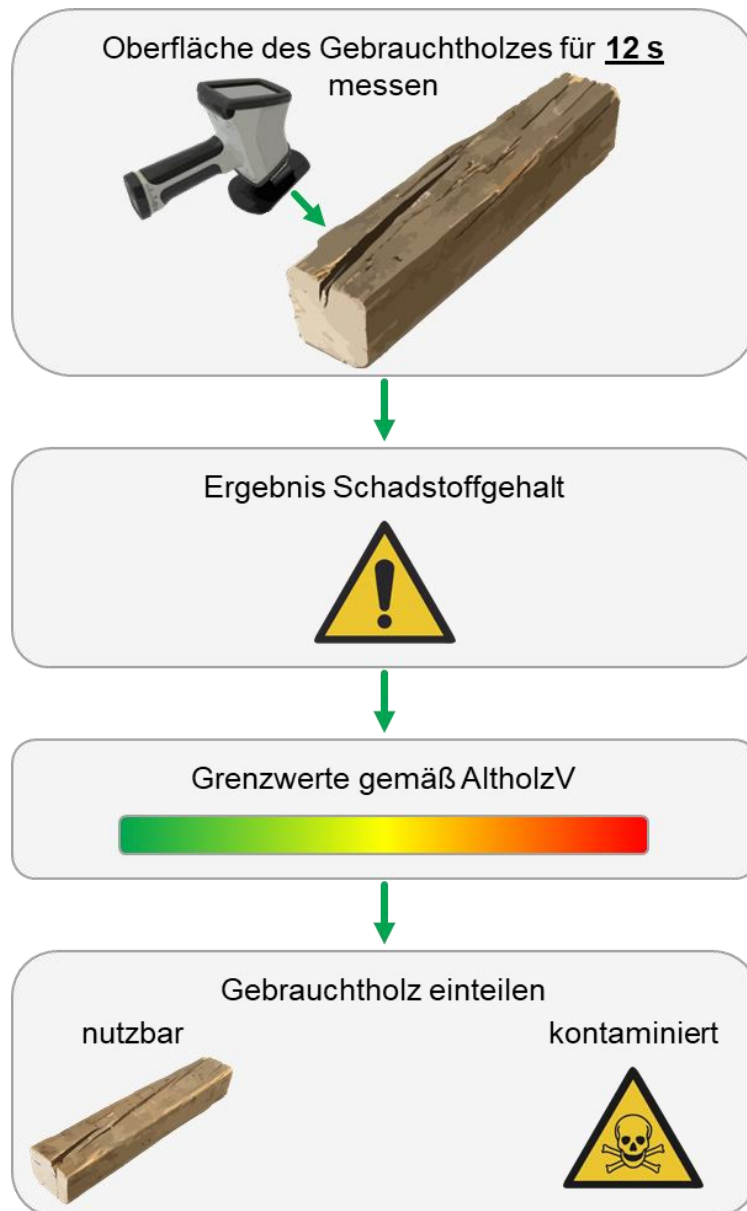 Oberfläche des Gebrauchtholzes für 12 s
messen
Ergebnis Schadstoffgehalt
Grenzwerte gemäß AltholzV
Gebrauchtholz einteilen
nutzbar
kontaminiert